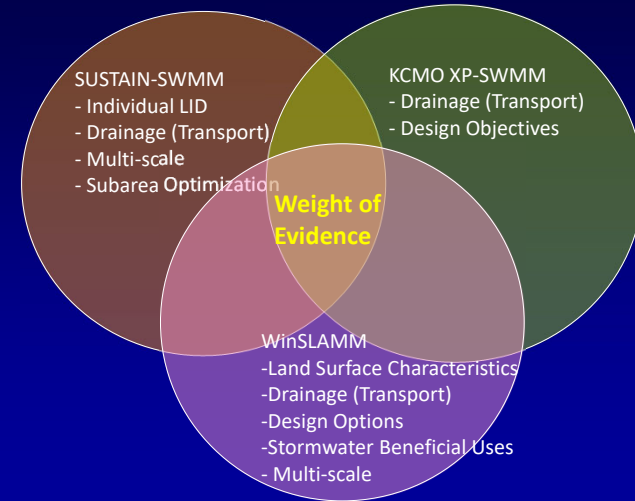 SUSTAIN-SWMM
- Individual LID
- Drainage (Transport)
- Multi-scale
- Subarea Optimization
KCMO XP-SWMM
- Drainage (Transport)
- Design Objectives
Weight of
Evidence
WinSLAMM
-Land Surface Characteristics
-Drainage (Transport)
-Design Options
-Stormwater Beneficial Uses
- Multi-scale